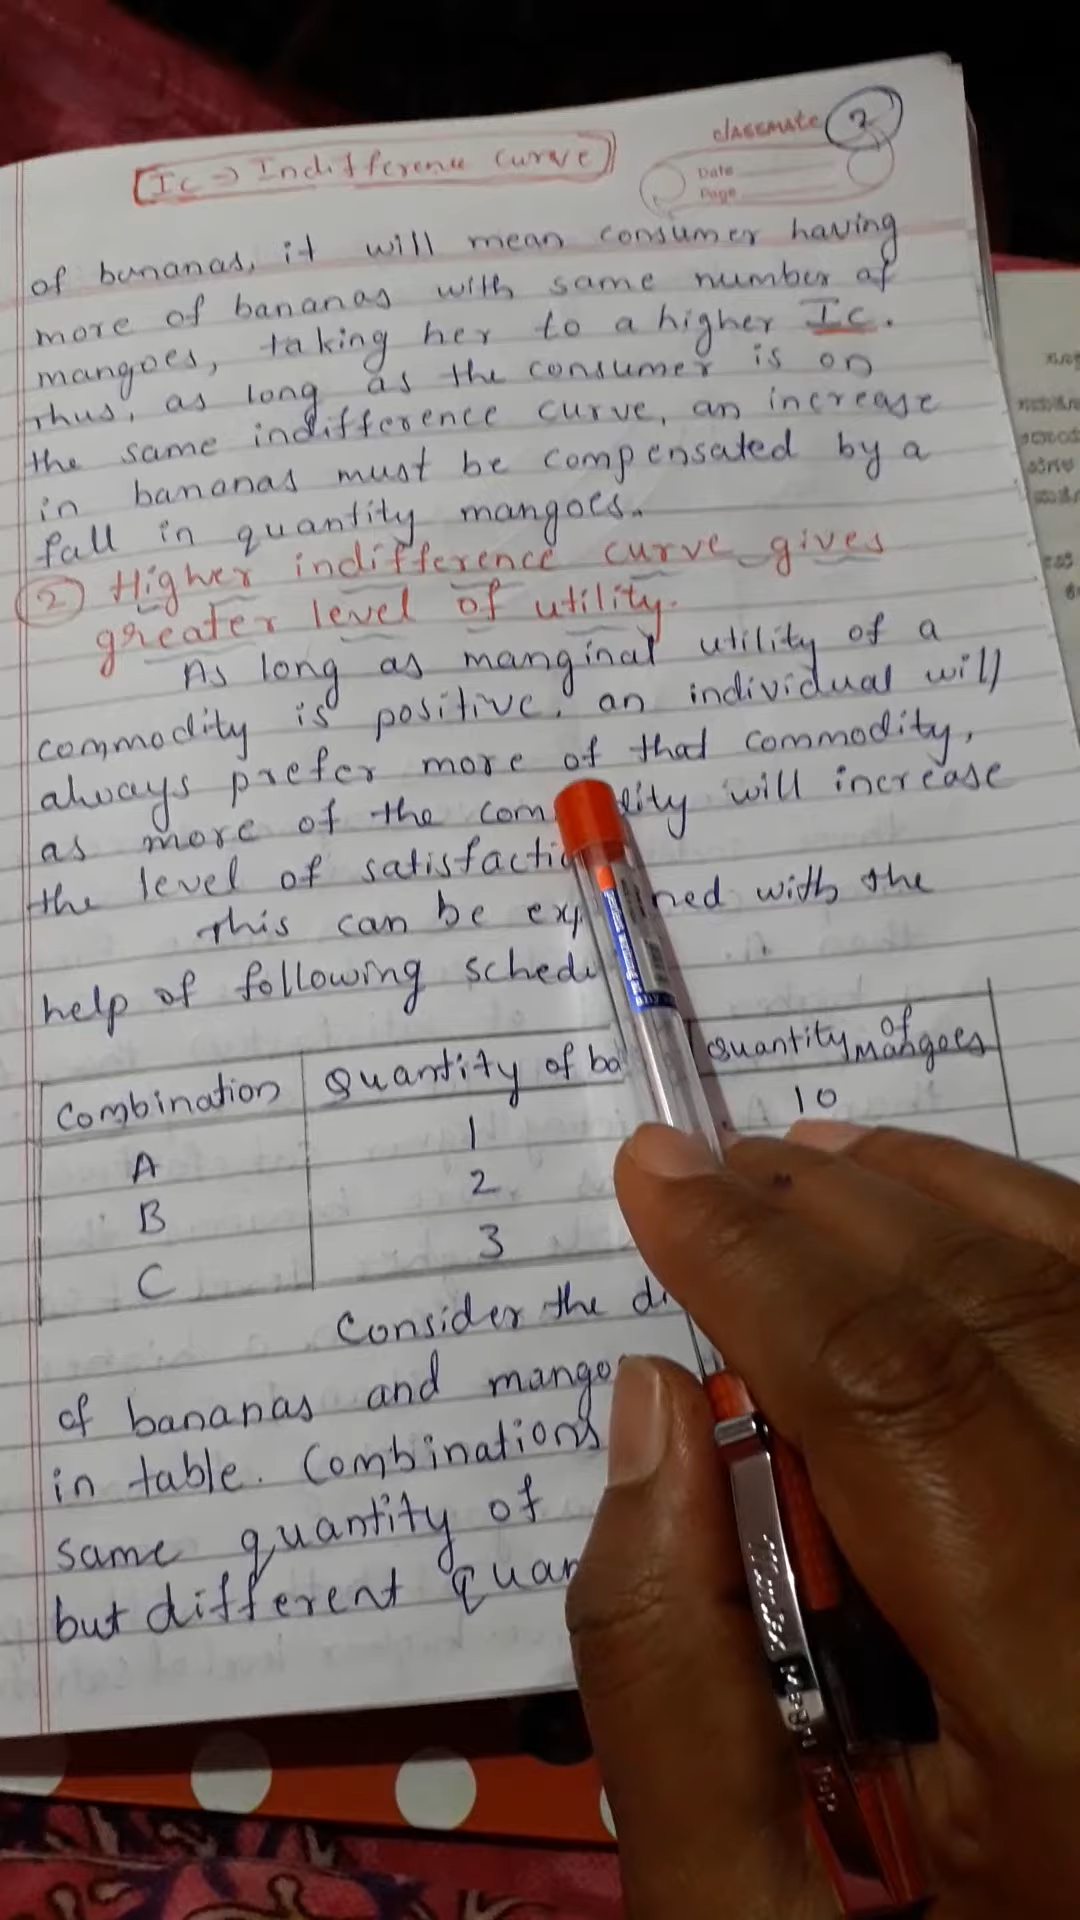 classmate
2
Date
Page
Ic → Indifference curve
of bananas, it will mean consumer having
more of bananas with same number of
mangoes, taking her to a higher Ic.
Thus, as long as the consumer is on
the same indifference curve, an increase
in bananas must be compensated by a
fall in quantity mangoes.
2) Higher indifference curve gives
greater level of utility.
As long as manginal utility of a
commodity is positive, an individual will
always prefer more of that commodity,
as more of the com dity will increase
the level of satisfactio
This can be exp ned with the
help of following schedu
Combination Quantity of ba Quantity of Mangoes
A 1 10
B 2
C 3
Consider the di
of bananas and mango
in table. Combinations
same quantity of
but different quan